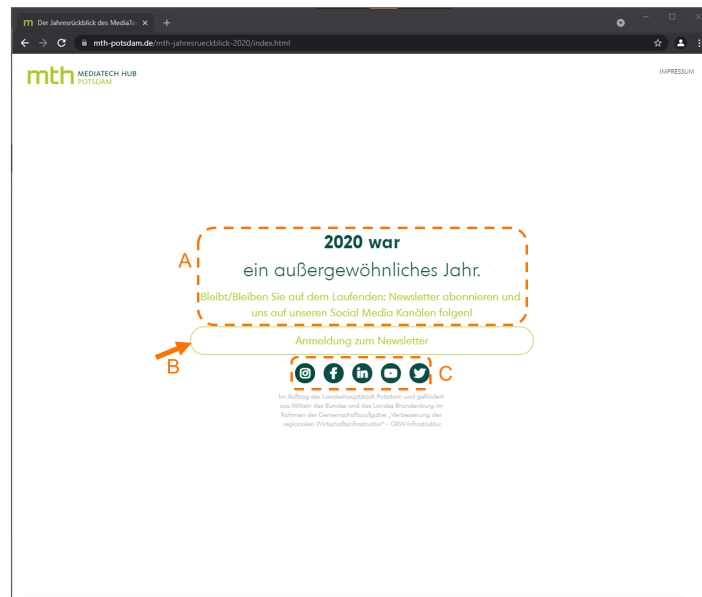 Der Jahresrückblick des MediaTe
mth-potsdam.de/mth-jahresrueckblick-2020/index.html
mth MEDIATECH HUB
POTSDAM
IMPRESSUM
2020 war
A
ein außergewöhnliches Jahr.
Bleibt/Bleiben Sie auf dem Laufenden: Newsletter abonnieren und
uns auf unseren Social Media Kanälen folgen!
Anmeldung zum Newsletter
B
C
Im Auftrag der Landeshauptstadt Potsdam und gefördert
aus Mitteln des Bundes und des Landes Brandenburg im
Rahmen der Gemeinschaftsaufgabe: „Verbesserung der
regionalen Wirtschaftsinfrastruktur" – GRW-Infrastruktur